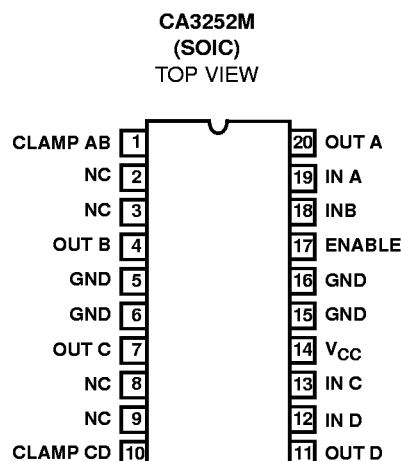 CA3252M
(SOIC)
TOP VIEW
CLAMP AB 1 20 OUT A
NC 2 19 IN A
NC 3 18 INB
OUT B 4 17 ENABLE
GND 5 16 GND
GND 6 15 GND
OUT C 7 14 VCC
NC 8 13 IN C
NC 9 12 IN D
CLAMP CD 10 11 OUT D